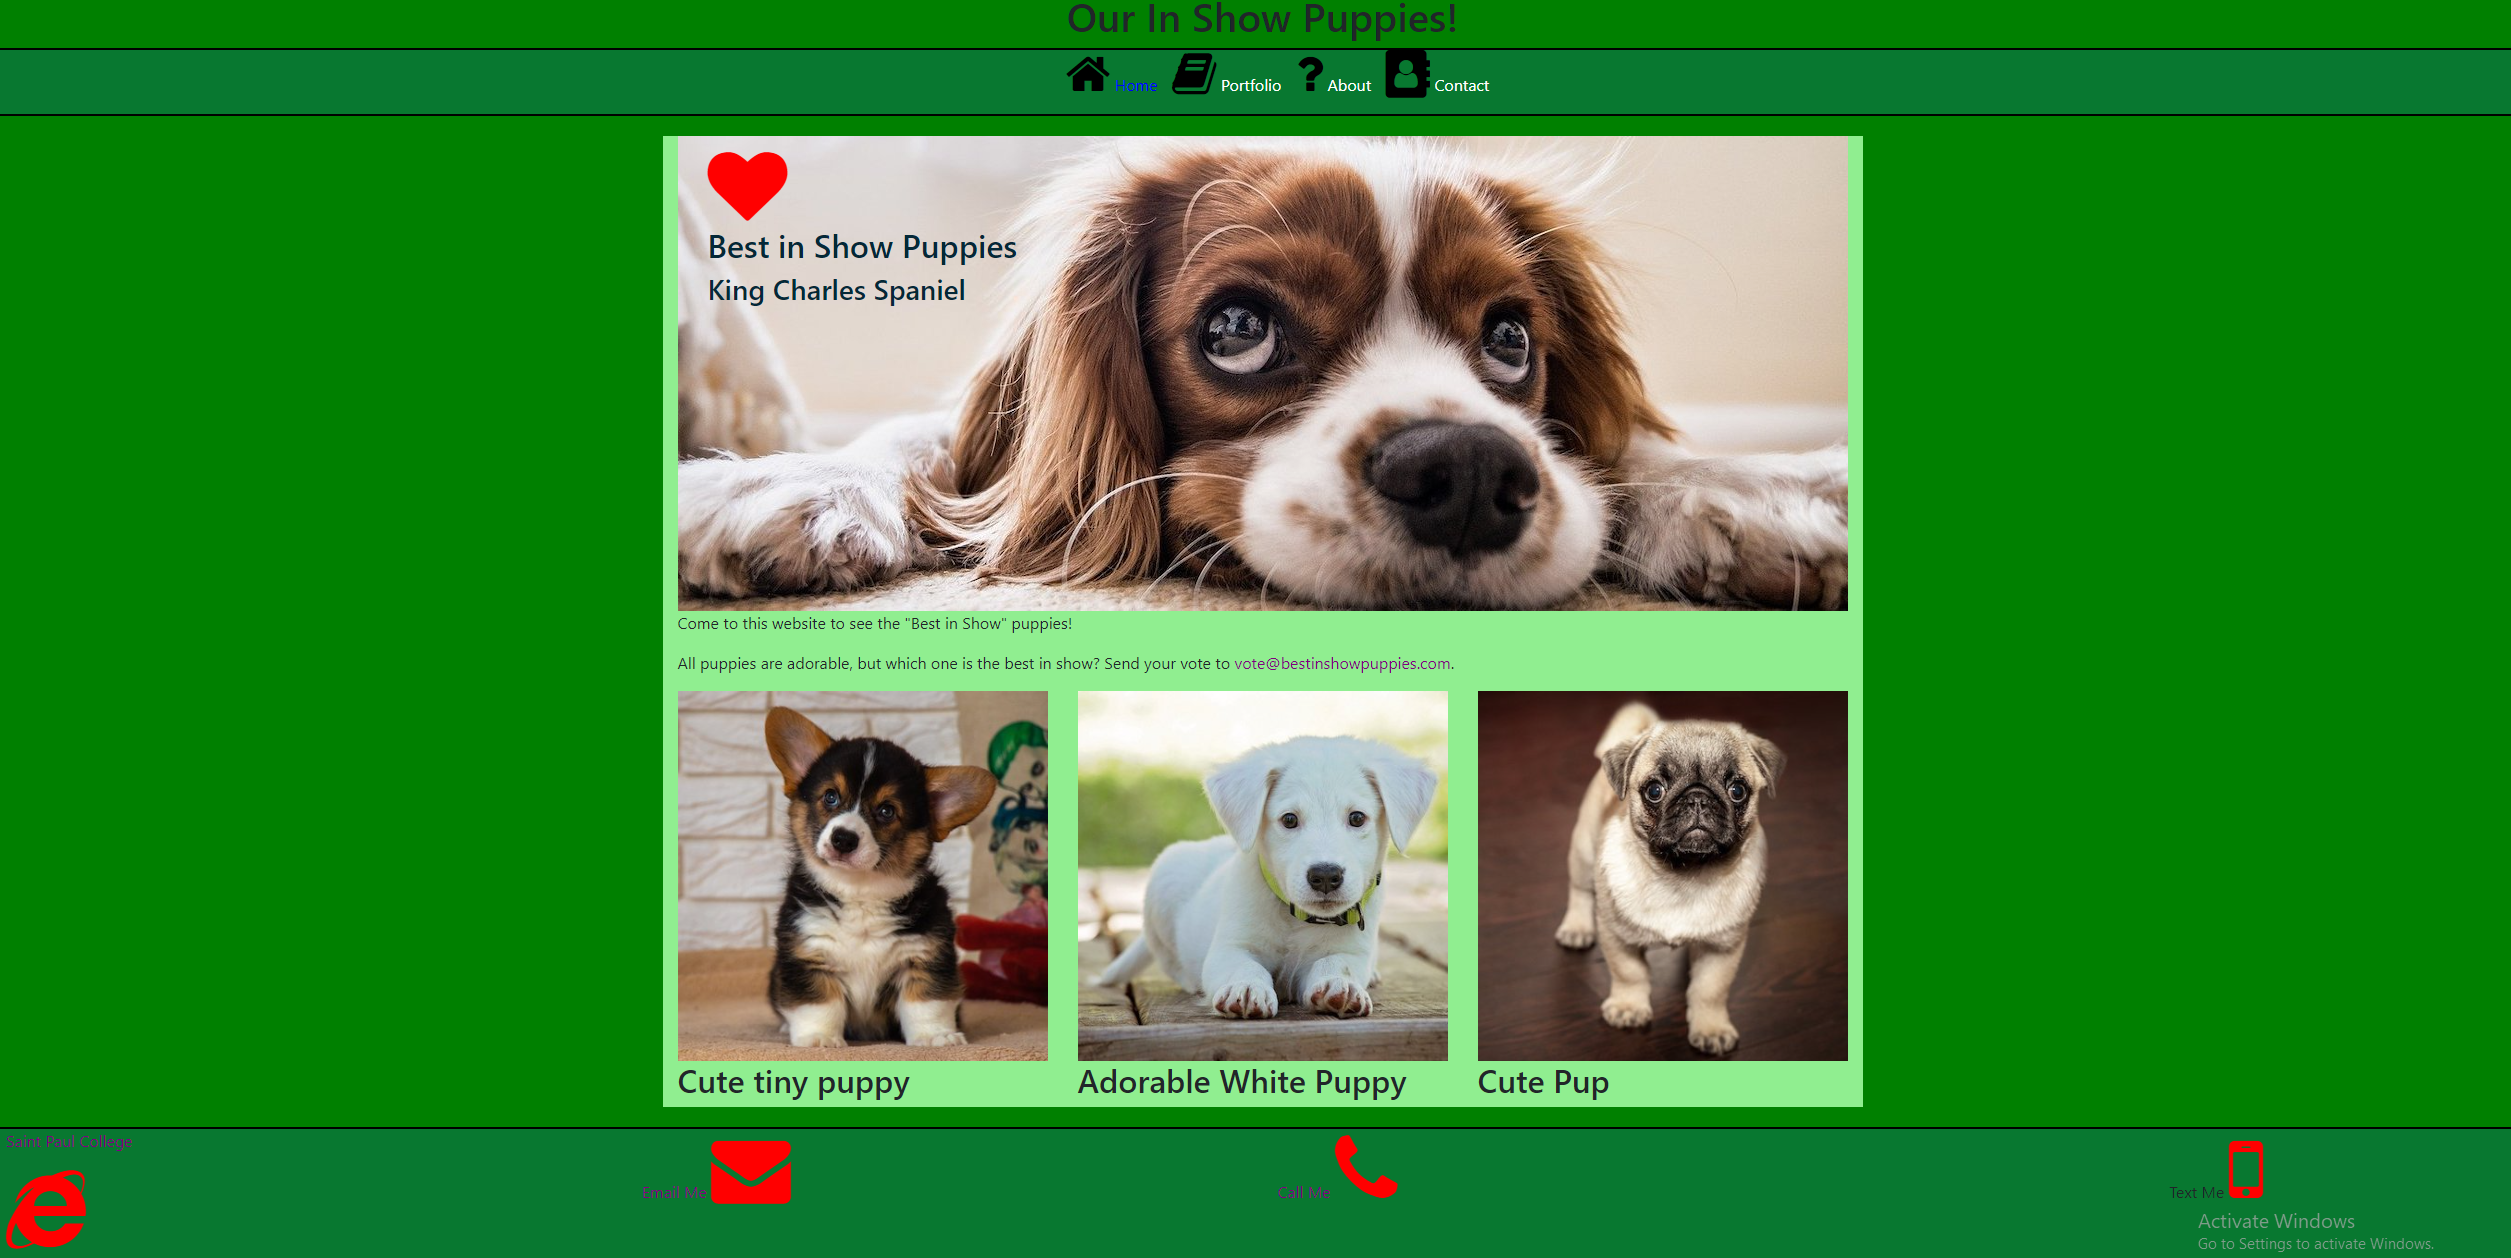 Our In Show Puppies!
Home Portfolio About Contact
Best in Show Puppies
King Charles Spaniel
Come to this website to see the "Best in Show" puppies!
All puppies are adorable, but which one is the best in show? Send your vote to vote@bestinshowpuppies.com.
Cute tiny puppy
Adorable White Puppy
Cute Pup
Saint Paul College
Email Me
Call Me
Text Me
Activate Windows
Go to Settings to activate Windows.